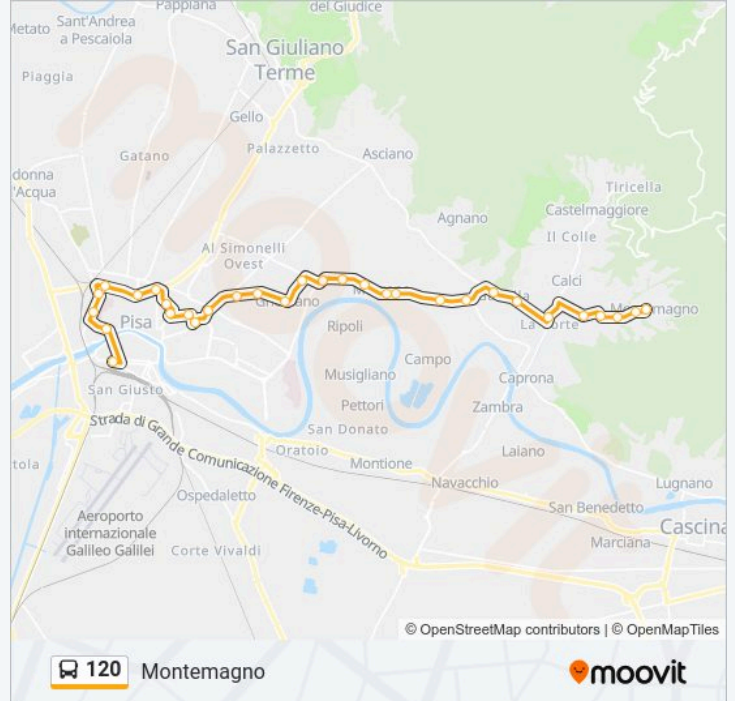 Pappiana
del Giudice
Metato
Sant'Andrea
a Pescaiola
San Giuliano
Terme
Piaggia
Gello
Palazzetto
Gatano
Asciano
donna
'Acqua
Tiricella
Agnano
Castelmaggiore
Il Colle
Al Simonelli
Ovest
Calci
Pisa
Ripoli
Campo
Musigliano
Caprona
San Giusto
Pettori
Zambra
San Donato
Strada di Grande Comunicazione Firenze-Pisa-Livorno
Oratoio
Laiano
Montione
tola
Navacchio
Lugnano
Ospedaletto
San Benedetto
Aeroporto
internazionale
Galileo Galilei
Corte Vivaldi
Cascina
Marciana
© OpenStreetMap contributors | © OpenMapTiles
120 Montemagno
moovit